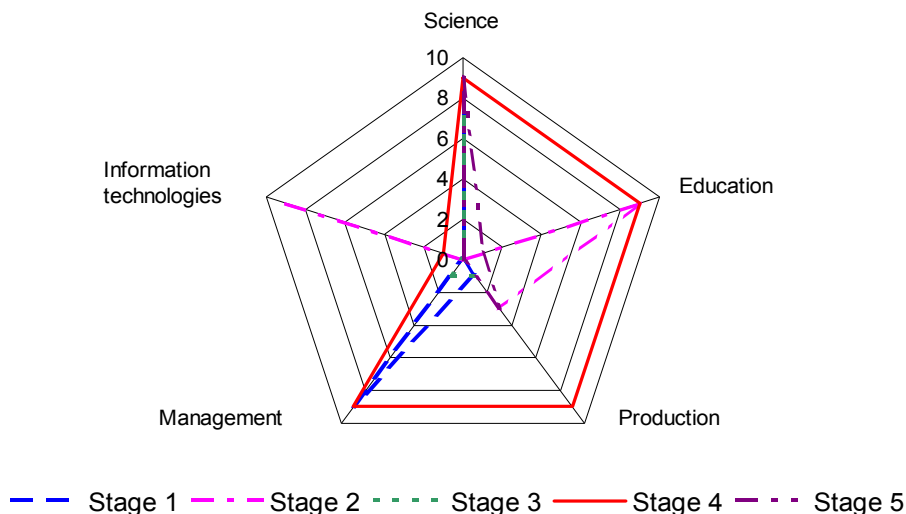 Science
10
8
6
4
2
0
Information
technologies
Education
Management
Production
Stage 1 Stage 2 Stage 3 Stage 4 Stage 5